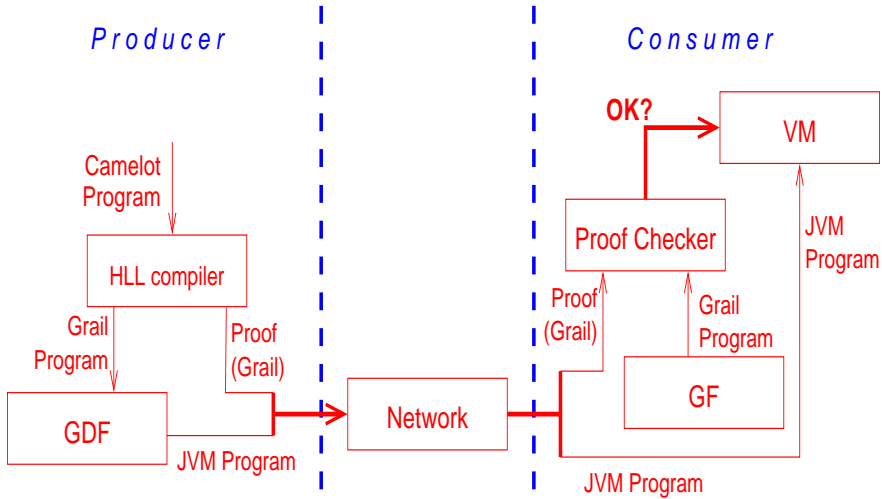 Producer
Consumer
OK?
VM
Camelot
Program
HLL compiler
Proof Checker
JVM
Program
Grail
Program
Proof
(Grail)
Proof
(Grail)
Grail
Program
GDF
Network
GF
JVM Program
JVM Program